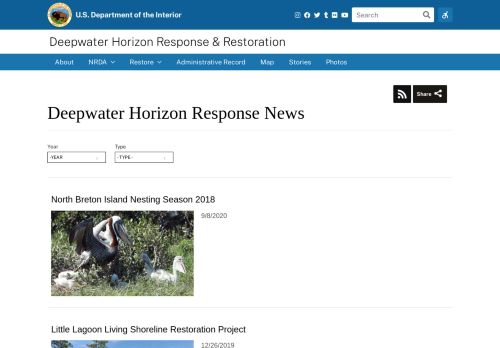 U.S. Department of the Interior
Search
Deepwater Horizon Response & Restoration
About NRDA Restore Administrative Record Map Stories Photos
Share
Deepwater Horizon Response News
Year Type
-YEAR -TYPE-
North Breton Island Nesting Season 2018
9/8/2020
Little Lagoon Living Shoreline Restoration Project
12/26/2019